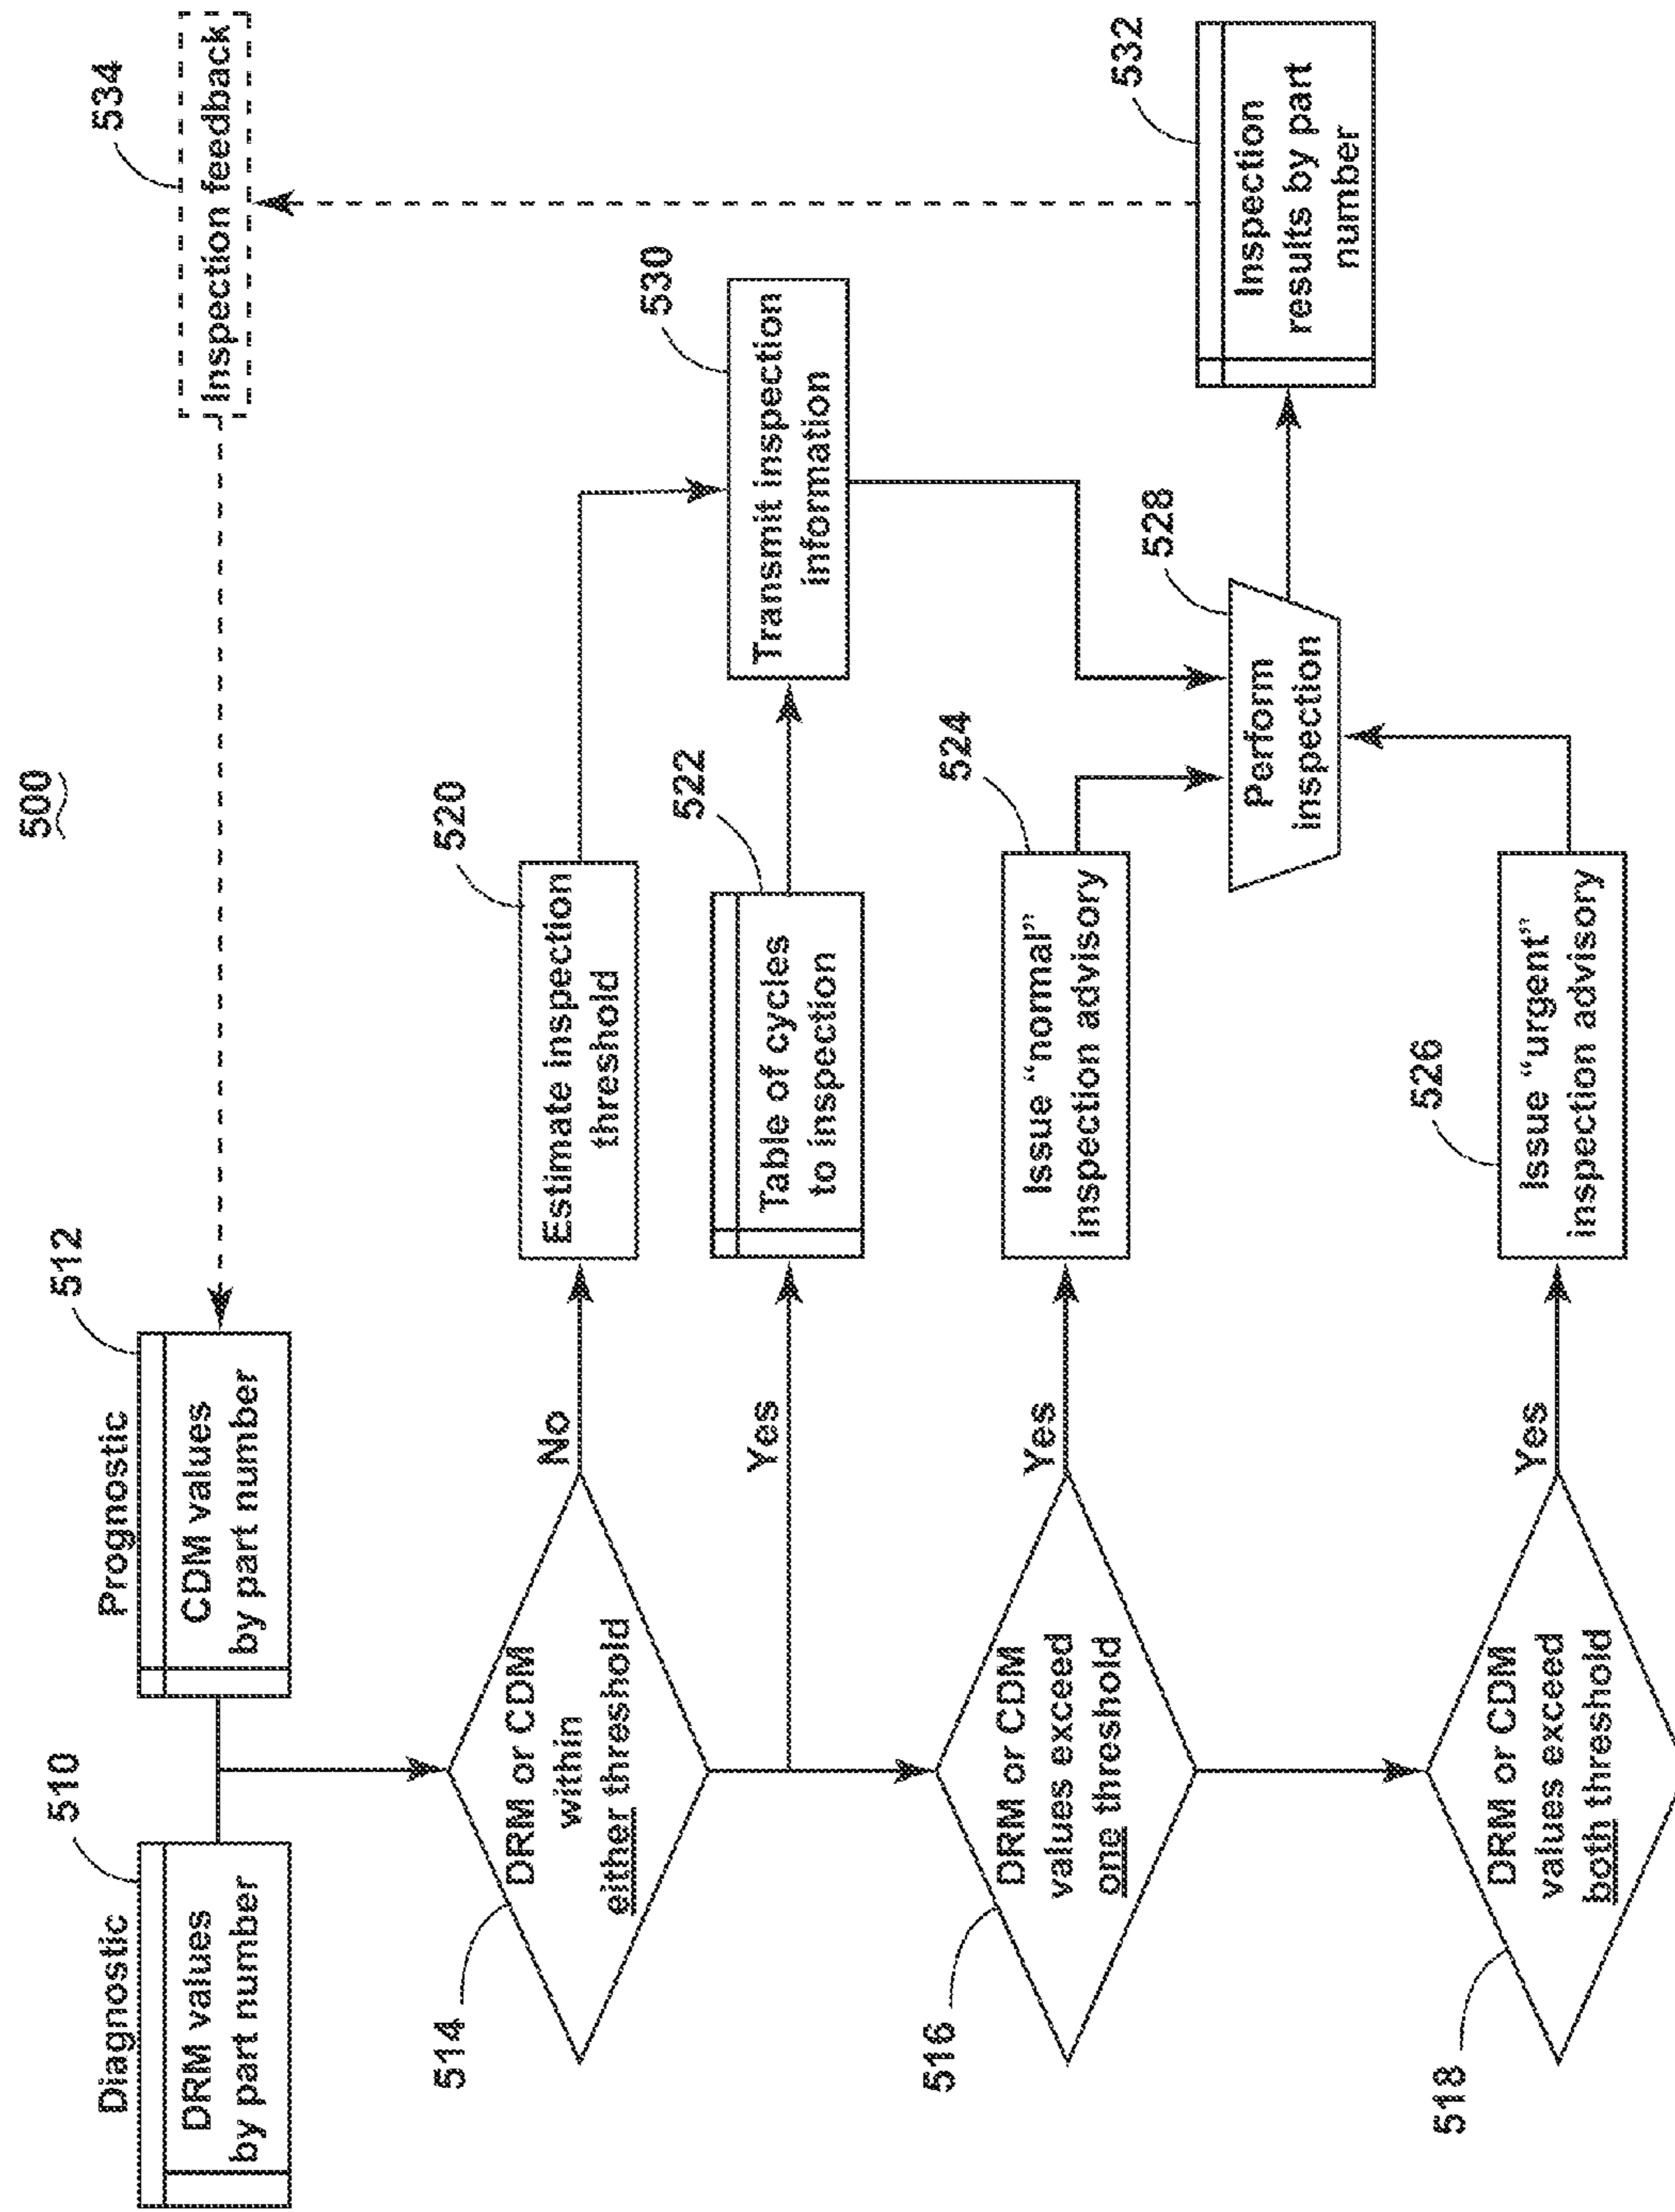 500
Diagnostic
510
DRM values
by part number
Prognostic
512
CDM values
by part number
534
Inspection feedback
514
DRM or CDM
within
either threshold
No
520
Estimate inspection
threshold
Yes
522
Table of cycles
to inspection
530
Transmit inspection
information
516
DRM or CDM
values exceed
one threshold
Yes
524
Issue “normal”
inspection advisory
528
Perform
inspection
532
Inspection
results by part
number
518
DRM or CDM
values exceed
both threshold
Yes
526
Issue “urgent”
inspection advisory